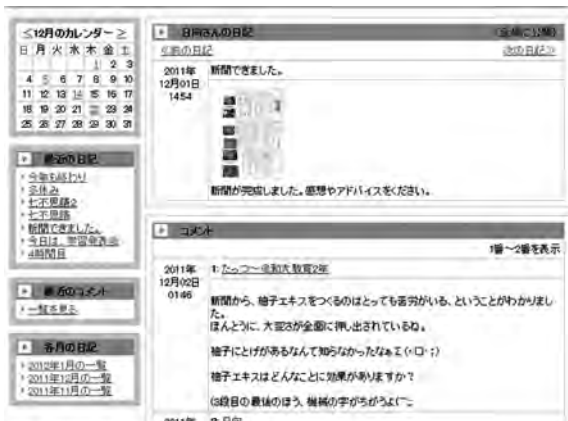 ≤12月のカレンダー≥
日 月 火 水 木 金 土
1 2 3
4 5 6 7 8 9 10
11 12 13 14 15 16 17
18 19 20 21 22 23 24
25 26 27 28 29 30 31
最近の日記
今年も終わり
冬休み
七不思議2
七不思議
新聞できました。
今日は、学習発表会
4時間目
最近のコメント
一覧を見る
各月の日記
2012年1月の一覧
2011年12月の一覧
2011年11月の一覧
日向さんの日記
(全体に公開)
≤前の日記
次の日記≥
2011年
12月01日
14:54
新聞できました。
新聞が完成しました。感想やアドバイスをください。
コメント
1番～2番を表示
2011年
12月02日
01:46
1: たっつー@和大教育2年
新聞から、柚子エキスをつくるのはとっても苦労がいる、ということがわかりました。
ほんとうに、大変さが全面に押し出されているね。
柚子にとげがあるなんて知らなかったなぁΣ(・□・;)
柚子エキスはどんなことに効果がありますか？
(3段目の最後のほう、機械の字がちがうよ(￣
2011年
2: 日向